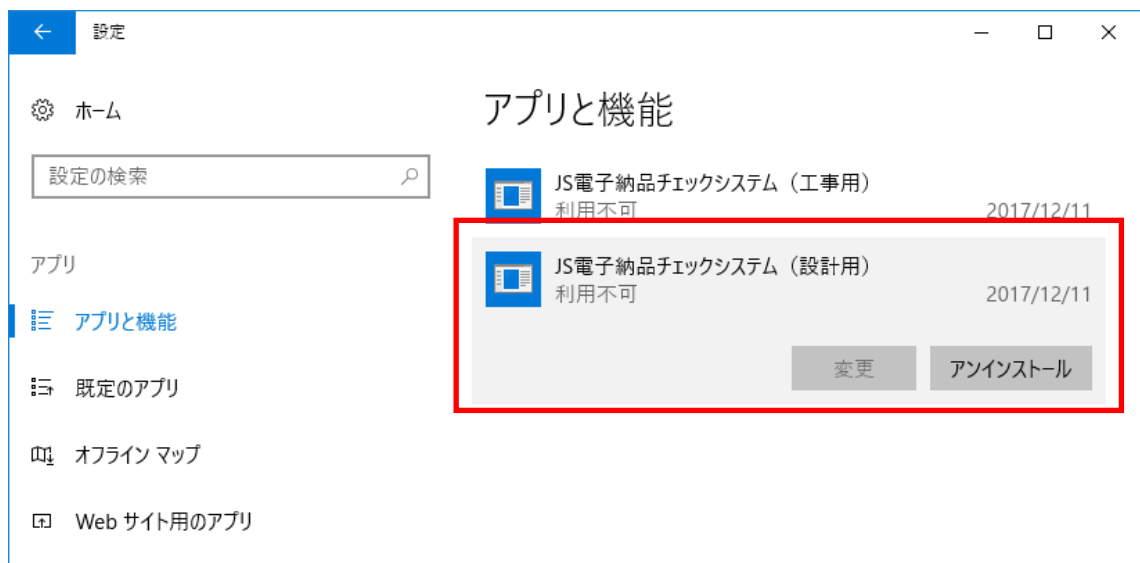 設定
ホーム
設定の検索
アプリ
アプリと機能
既定のアプリ
オフライン マップ
Web サイト用のアプリ
アプリと機能
JS電子納品チェックシステム（工事用）
利用不可 2017/12/11
JS電子納品チェックシステム（設計用）
利用不可 2017/12/11
変更 アンインストール